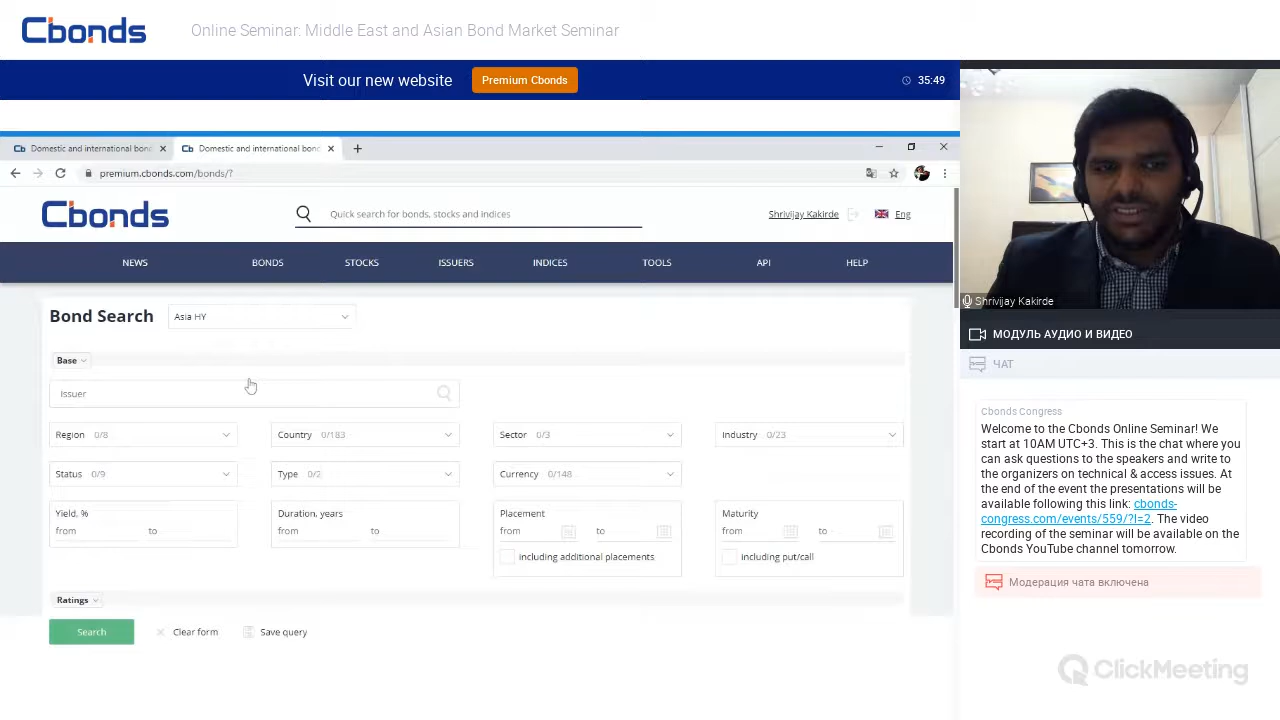 Cbonds
Online Seminar: Middle East and Asian Bond Market Seminar
Visit our new website
Premium Cbonds
35:49
Domestic and international bond
Domestic and international bond
premium.cbonds.com/bonds/?
Cbonds
Quick search for bonds, stocks and indices
Shrivijay Kakirde
Eng
NEWS
BONDS
STOCKS
ISSUERS
INDICES
TOOLS
API
HELP
Bond Search
Asia HY
Base
Issuer
Region 0/8
Country 0/183
Sector 0/3
Industry 0/23
Status 0/9
Type 0/2
Currency 0/148
Yield, %
from to
Duration, years
from to
Placement
from to
including additional placements
Maturity
from to
including put/call
Ratings
Search
Clear form
Save query
Shrivijay Kakirde
МОДУЛЬ АУДИО И ВИДЕО
ЧАТ
Cbonds Congress
Welcome to the Cbonds Online Seminar! We
start at 10AM UTC+3. This is the chat where you
can ask questions to the speakers and write to
the organizers on technical & access issues. At
the end of the event the presentations will be
available following this link: cbonds-
congress.com/events/559/?l=2. The video
recording of the seminar will be available on the
Cbonds YouTube channel tomorrow.
Модерация чата включена
ClickMeeting